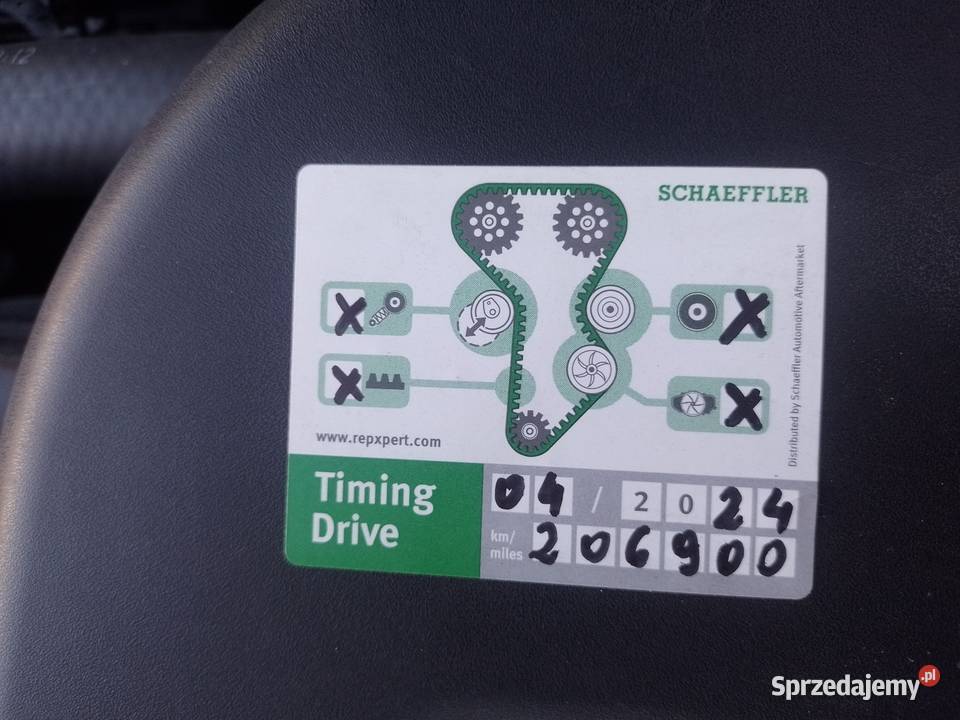 SCHAEFFLER
X
X
X
X
Distributed by Schaeffler Automotive Aftermarket
www.repxpert.com
Timing
Drive
04 / 2024
km/
miles
206900
Sprzedajemy.pl